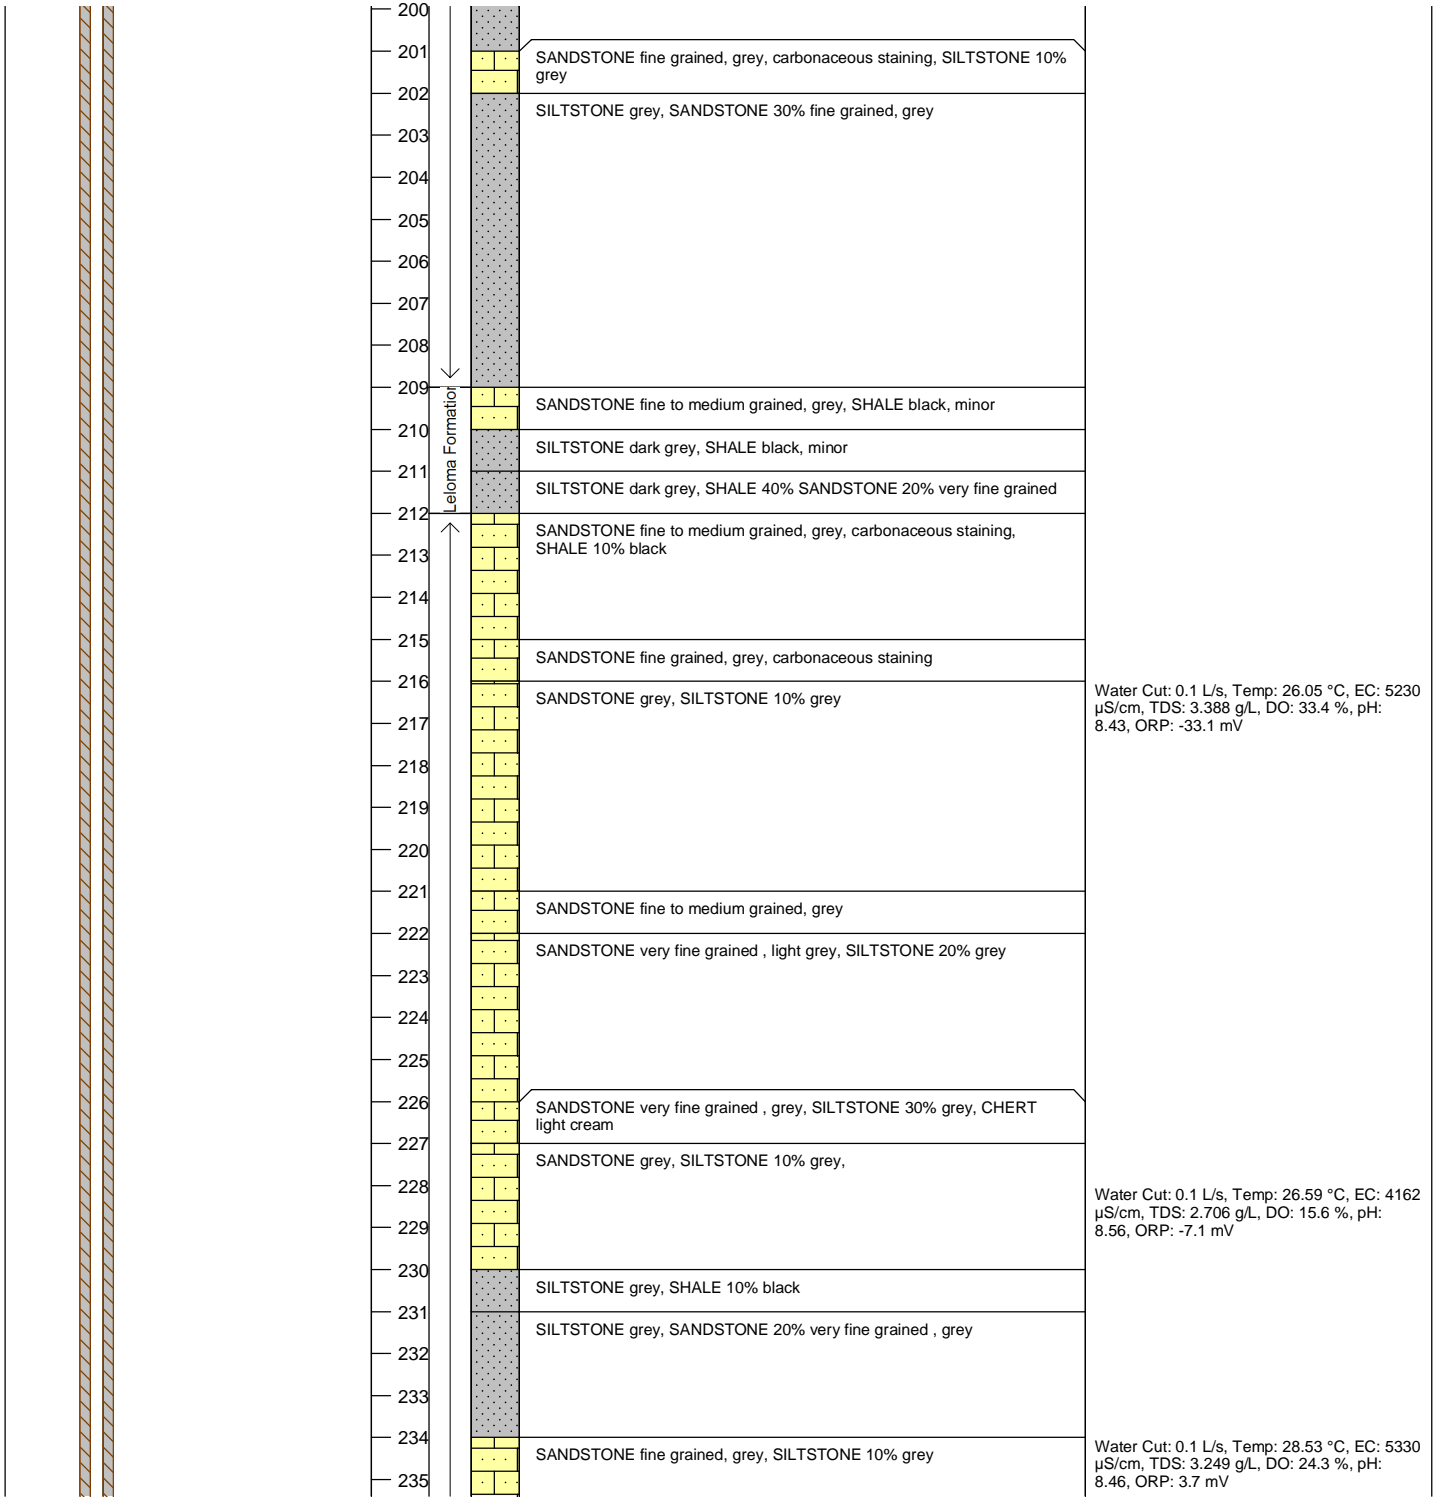 200
201
SANDSTONE fine grained, grey, carbonaceous staining, SILTSTONE 10%
grey
202
SILTSTONE grey, SANDSTONE 30% fine grained, grey
203
204
205
206
207
208
209
Leloma Formation
SANDSTONE fine to medium grained, grey, SHALE black, minor
210
SILTSTONE dark grey, SHALE black, minor
211
SILTSTONE dark grey, SHALE 40% SANDSTONE 20% very fine grained
212
SANDSTONE fine to medium grained, grey, carbonaceous staining,
SHALE 10% black
213
214
215
SANDSTONE fine grained, grey, carbonaceous staining
216
SANDSTONE grey, SILTSTONE 10% grey
Water Cut: 0.1 L/s, Temp: 26.05 °C, EC: 5230
µS/cm, TDS: 3.388 g/L, DO: 33.4 %, pH:
8.43, ORP: -33.1 mV
217
218
219
220
221
SANDSTONE fine to medium grained, grey
222
SANDSTONE very fine grained , light grey, SILTSTONE 20% grey
223
224
225
226
SANDSTONE very fine grained , grey, SILTSTONE 30% grey, CHERT
light cream
227
SANDSTONE grey, SILTSTONE 10% grey,
228
Water Cut: 0.1 L/s, Temp: 26.59 °C, EC: 4162
µS/cm, TDS: 2.706 g/L, DO: 15.6 %, pH:
8.56, ORP: -7.1 mV
229
230
SILTSTONE grey, SHALE 10% black
231
SILTSTONE grey, SANDSTONE 20% very fine grained , grey
232
233
234
SANDSTONE fine grained, grey, SILTSTONE 10% grey
Water Cut: 0.1 L/s, Temp: 28.53 °C, EC: 5330
µS/cm, TDS: 3.249 g/L, DO: 24.3 %, pH:
8.46, ORP: 3.7 mV
235